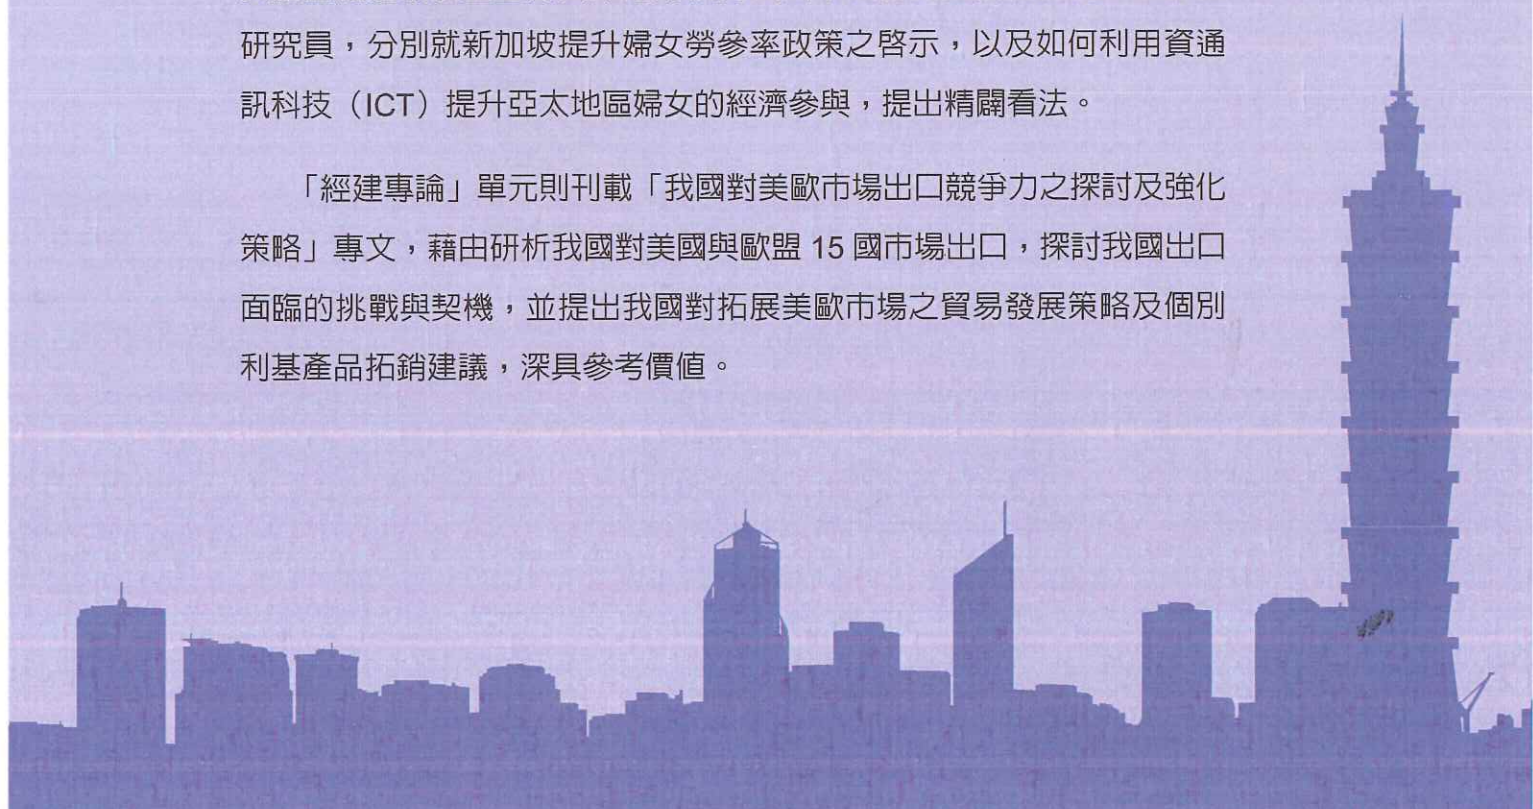 研究員，分別就新加坡提升婦女勞參率政策之啓示，以及如何利用資通
訊科技（ICT）提升亞太地區婦女的經濟參與，提出精闢看法。
「經建專論」單元則刊載「我國對美歐市場出口競爭力之探討及強化
策略」專文，藉由研析我國對美國與歐盟 15 國市場出口，探討我國出口
面臨的挑戰與契機，並提出我國對拓展美歐市場之貿易發展策略及個別
利基產品拓銷建議，深具參考價值。